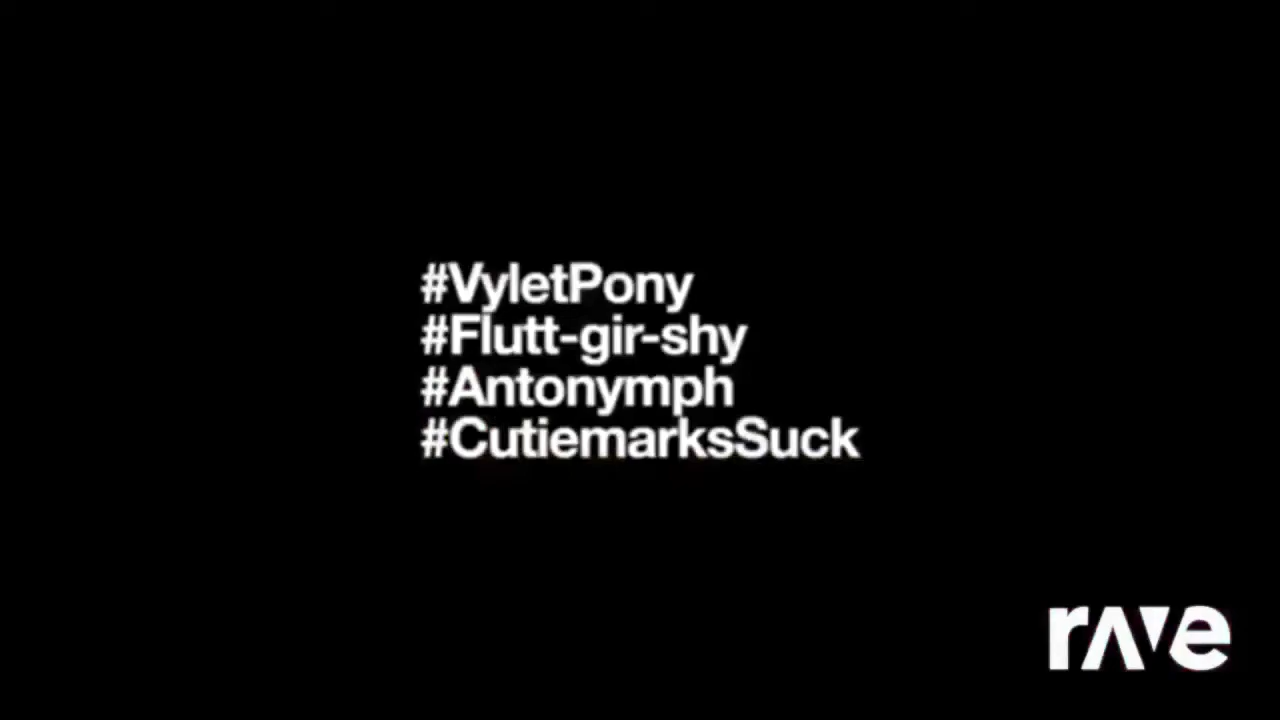 #VyletPony
#Flutt-gir-shy
#Antonymph
#CutiemarksSuck
rave